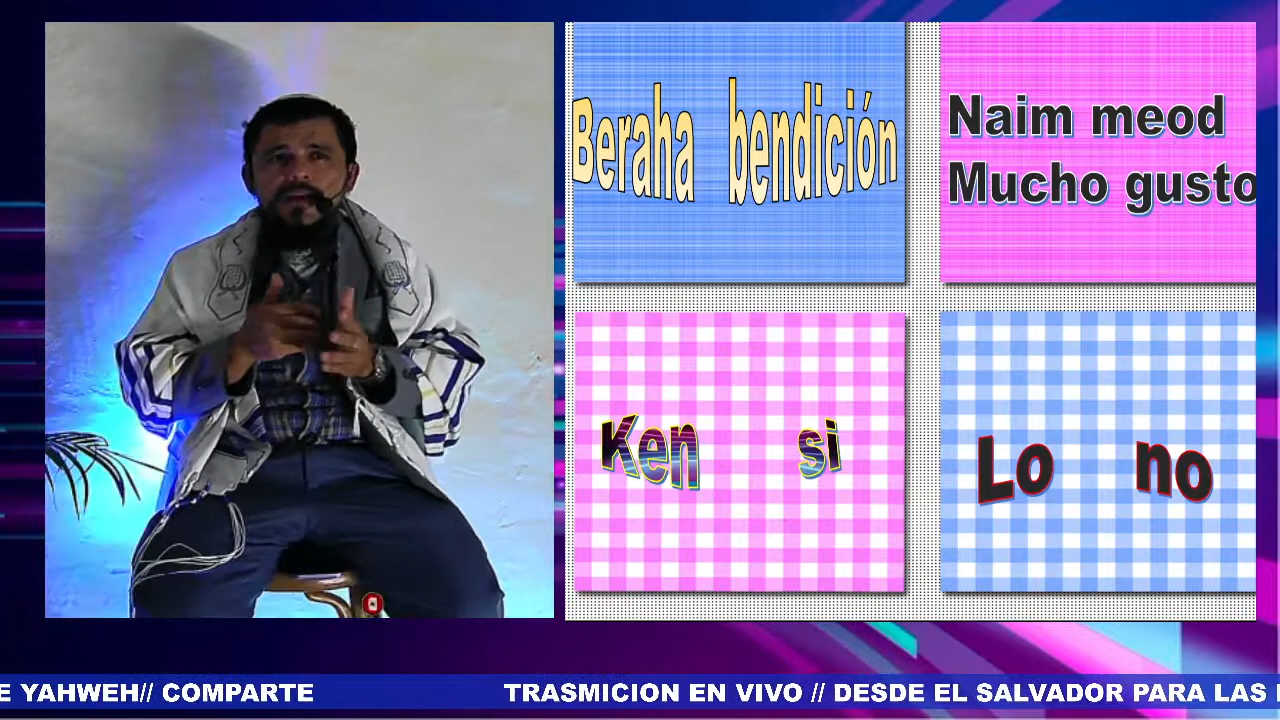 Beraha bendición
Naim meod
Mucho gusto
Ken si
Lo no
E YAHWEH// COMPARTE TRASMICION EN VIVO // DESDE EL SALVADOR PARA LAS